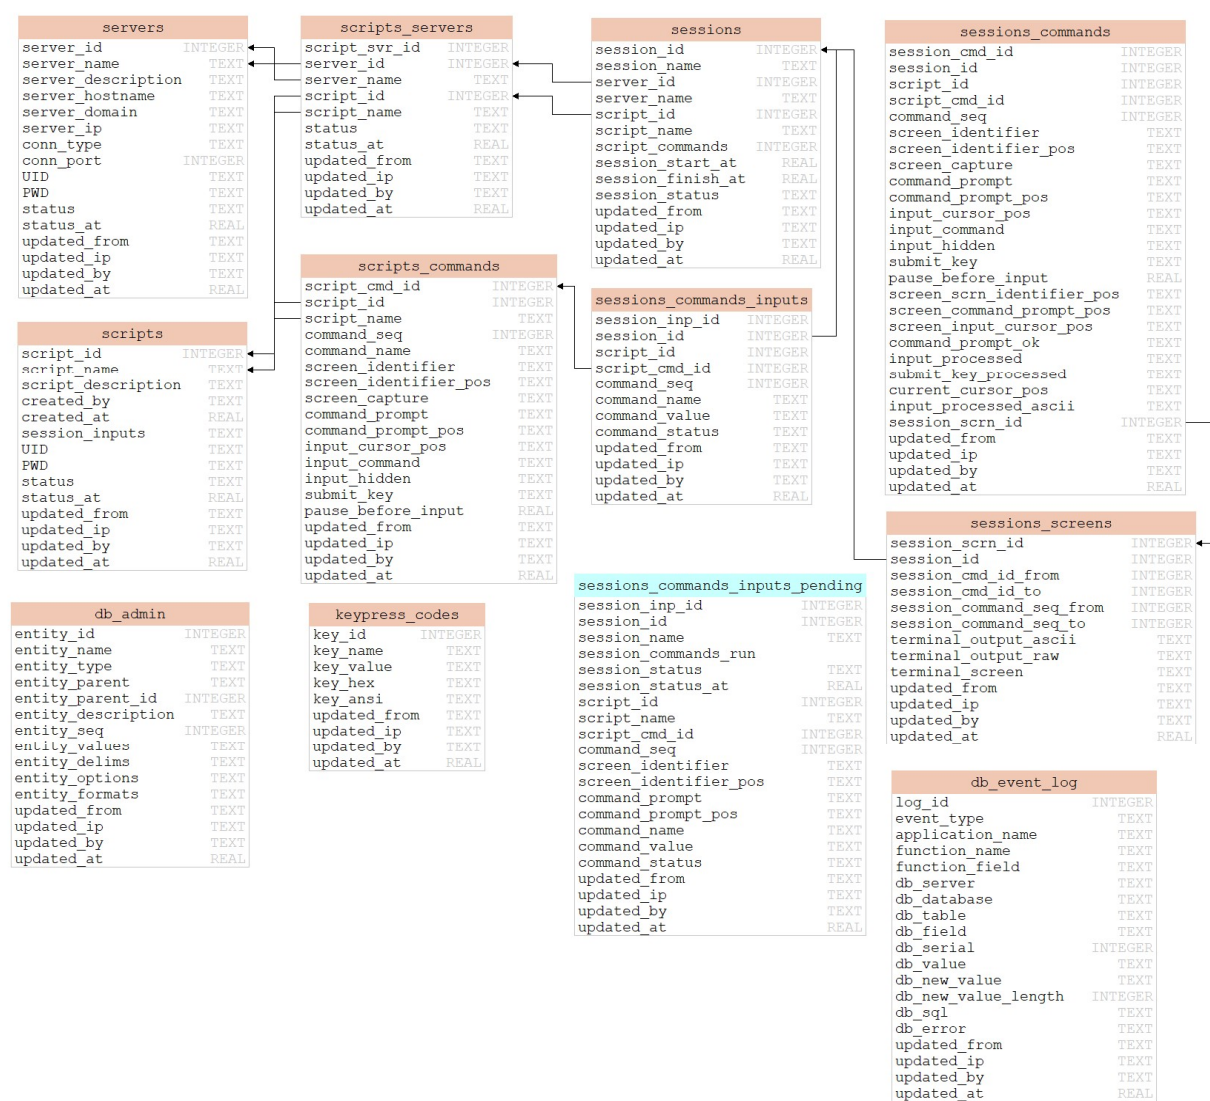 servers
server_id INTEGER
server_name TEXT
server_description TEXT
server_hostname TEXT
server_domain TEXT
server_ip TEXT
conn_type TEXT
conn_port INTEGER
UID TEXT
PWD TEXT
status TEXT
status_at REAL
updated_from TEXT
updated_ip TEXT
updated_by TEXT
updated_at REAL
scripts
script_id INTEGER
script_name TEXT
script_description TEXT
created_by TEXT
created_at REAL
session_inputs TEXT
UID TEXT
PWD TEXT
status TEXT
status_at REAL
updated_from TEXT
updated_ip TEXT
updated_by TEXT
updated_at REAL
db_admin
entity_id INTEGER
entity_name TEXT
entity_type TEXT
entity_parent TEXT
entity_parent_id INTEGER
entity_description TEXT
entity_seq INTEGER
entity_values TEXT
entity_delims TEXT
entity_options TEXT
entity_formats TEXT
updated_from TEXT
updated_ip TEXT
updated_by TEXT
updated_at REAL
scripts_servers
script_svr_id INTEGER
server_id INTEGER
server_name TEXT
script_id INTEGER
script_name TEXT
status TEXT
status_at REAL
updated_from TEXT
updated_ip TEXT
updated_by TEXT
updated_at REAL
scripts_commands
script_cmd_id INTEGER
script_id INTEGER
script_name TEXT
command_seq INTEGER
command_name TEXT
screen_identifier TEXT
screen_identifier_pos TEXT
screen_capture TEXT
command_prompt TEXT
command_prompt_pos TEXT
input_cursor_pos TEXT
input_command TEXT
input_hidden TEXT
submit_key TEXT
pause_before_input REAL
updated_from TEXT
updated_ip TEXT
updated_by TEXT
updated_at REAL
keypress_codes
key_id INTEGER
key_name TEXT
key_value TEXT
key_hex TEXT
key_ansi TEXT
updated_from TEXT
updated_ip TEXT
updated_by TEXT
updated_at REAL
sessions
session_id INTEGER
session_name TEXT
server_id INTEGER
server_name TEXT
script_id INTEGER
script_name TEXT
script_commands INTEGER
session_start_at REAL
session_finish_at REAL
session_status TEXT
updated_from TEXT
updated_ip TEXT
updated_by TEXT
updated_at REAL
sessions_commands_inputs
session_inp_id INTEGER
session_id INTEGER
script_id INTEGER
script_cmd_id INTEGER
command_seq INTEGER
command_name TEXT
command_value TEXT
command_status TEXT
updated_from TEXT
updated_ip TEXT
updated_by TEXT
updated_at REAL
sessions_commands_inputs_pending
session_inp_id INTEGER
session_id INTEGER
session_name TEXT
session_commands_run
session_status TEXT
session_status_at REAL
script_id INTEGER
script_name TEXT
script_cmd_id INTEGER
command_seq INTEGER
screen_identifier TEXT
screen_identifier_pos TEXT
command_prompt TEXT
command_prompt_pos TEXT
command_name TEXT
command_value TEXT
command_status TEXT
updated_from TEXT
updated_ip TEXT
updated_by TEXT
updated_at REAL
sessions_commands
session_cmd_id INTEGER
session_id INTEGER
script_id INTEGER
script_cmd_id INTEGER
command_seq INTEGER
screen_identifier TEXT
screen_identifier_pos TEXT
screen_capture TEXT
command_prompt TEXT
command_prompt_pos TEXT
input_cursor_pos TEXT
input_command TEXT
input_hidden TEXT
submit_key TEXT
pause_before_input REAL
screen_scrn_identifier_pos TEXT
screen_command_prompt_pos TEXT
screen_input_cursor_pos TEXT
command_prompt_ok TEXT
input_processed TEXT
submit_key_processed TEXT
current_cursor_pos TEXT
input_processed_ascii TEXT
session_scrn_id INTEGER
updated_from TEXT
updated_ip TEXT
updated_by TEXT
updated_at REAL
sessions_screens
session_scrn_id INTEGER
session_id INTEGER
session_cmd_id_from INTEGER
session_cmd_id_to INTEGER
session_command_seq_from INTEGER
session_command_seq_to INTEGER
terminal_output_ascii TEXT
terminal_output_raw TEXT
terminal_screen TEXT
updated_from TEXT
updated_ip TEXT
updated_by TEXT
updated_at REAL
db_event_log
log_id INTEGER
event_type TEXT
application_name TEXT
function_name TEXT
function_field TEXT
db_server TEXT
db_database TEXT
db_table TEXT
db_field TEXT
db_serial INTEGER
db_value TEXT
db_new_value TEXT
db_new_value_length INTEGER
db_sql TEXT
db_error TEXT
updated_from TEXT
updated_ip TEXT
updated_by TEXT
updated_at REAL